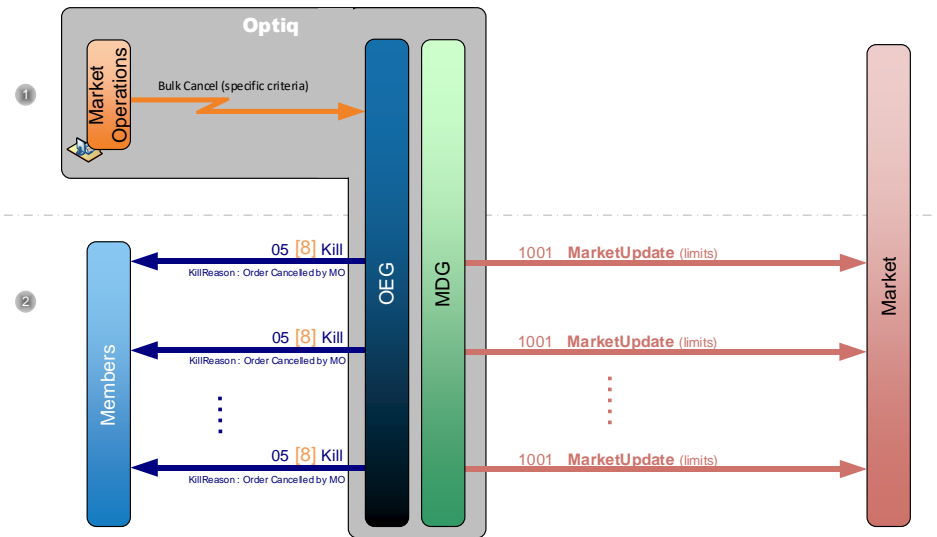 Optiq
1
Market
Operations
Bulk Cancel (specific criteria)
OEG
MDG
Market
2
Members
05 [8] Kill
KillReason : Order Cancelled by MO
1001 MarketUpdate (limits)
05 [8] Kill
KillReason : Order Cancelled by MO
1001 MarketUpdate (limits)
05 [8] Kill
KillReason : Order Cancelled by MO
1001 MarketUpdate (limits)